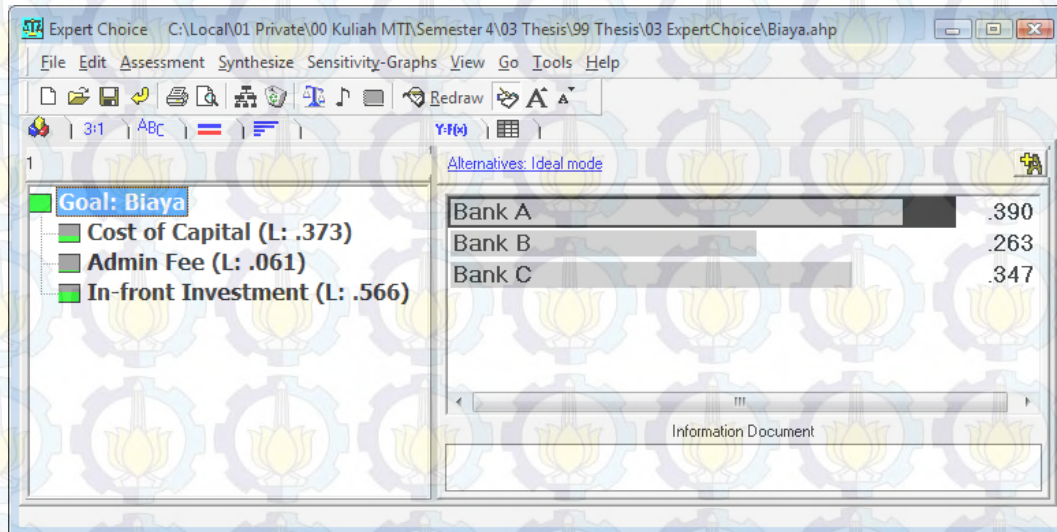 Expert Choice C:\Local\01 Private\00 Kuliah MTI\Semester 4\03 Thesis\99 Thesis\03 ExpertChoice\Biaya.ahp
File Edit Assessment Synthesize Sensitivity-Graphs View Go Tools Help
Redraw A A
3:1 ABC Y=F(x)
1
Alternatives: Ideal mode
Goal: Biaya
Cost of Capital (L: .373)
Admin Fee (L: .061)
In-front Investment (L: .566)
Bank A .390
Bank B .263
Bank C .347
Information Document